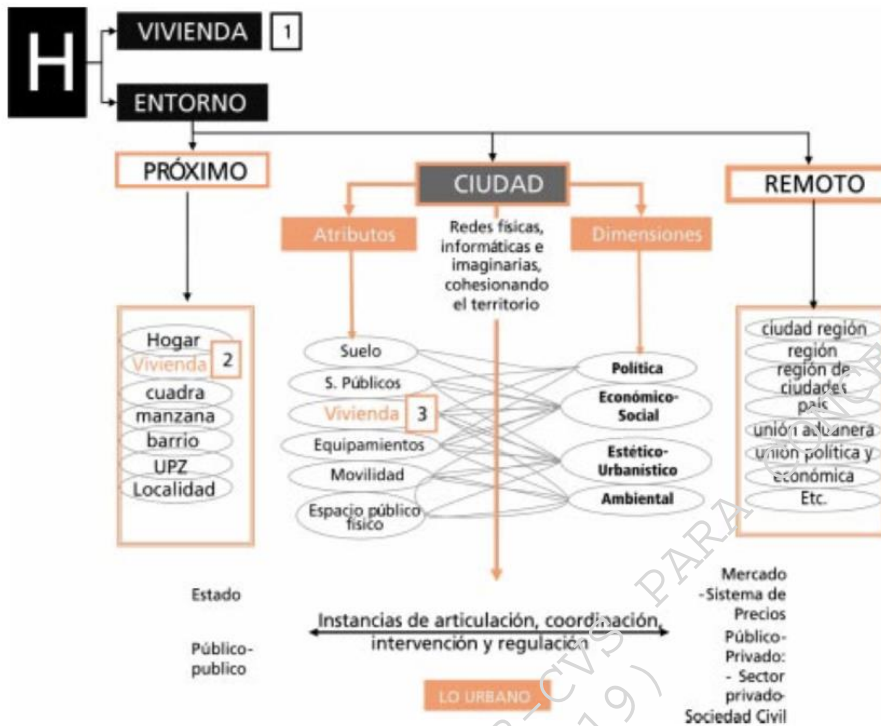 H
VIVIENDA 1
ENTORNO
PRÓXIMO
CIUDAD
REMOTO
Atributos
Redes físicas,
informáticas e
imaginarias,
cohesionando
el territorio
Dimensiones
Hogar
Vivienda 2
cuadra
manzana
barrio
UPZ
Localidad
Suelo
S. Públicos
Vivienda 3
Equipamientos
Movilidad
Espacio público
físico
Política
Económico-
Social
Estético-
Urbanístico
Ambiental
ciudad región
región
región de
ciudades
país
unión aduanera
unión política y
económica
Etc.
Estado
Público-
publico
Instancias de articulación, coordinación,
intervención y regulación
Mercado
-Sistema de
Precios
Público-
Privado:
- Sector
privado-
Sociedad Civil
LO URBANO
-CVS PARA
19)